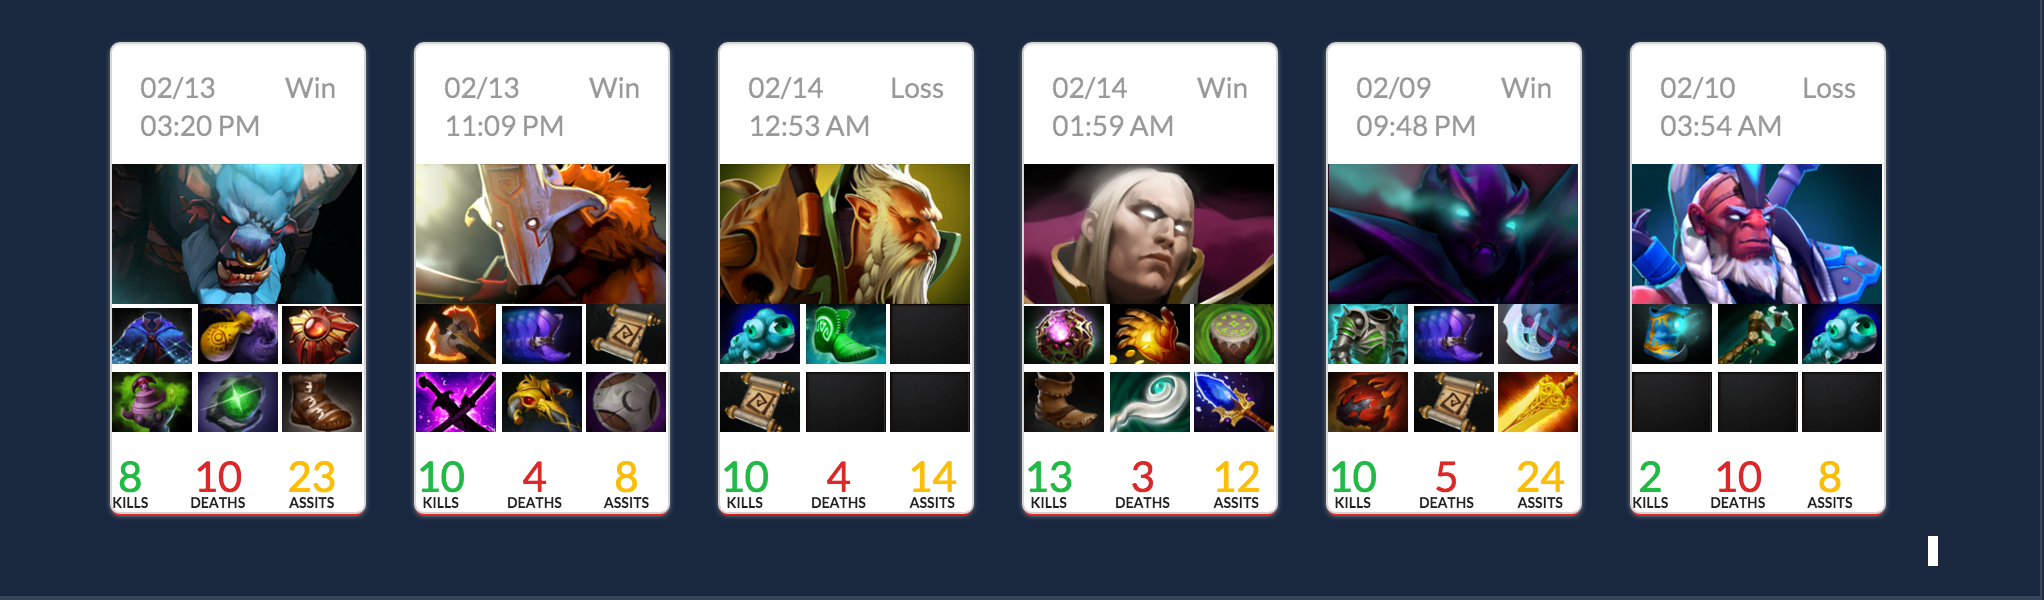 02/13 Win
03:20 PM
8 10 23
KILLS DEATHS ASSITS
02/13 Win
11:09 PM
10 4 8
KILLS DEATHS ASSITS
02/14 Loss
12:53 AM
10 4 14
KILLS DEATHS ASSITS
02/14 Win
01:59 AM
13 3 12
KILLS DEATHS ASSITS
02/09 Win
09:48 PM
10 5 24
KILLS DEATHS ASSITS
02/10 Loss
03:54 AM
2 10 8
KILLS DEATHS ASSITS